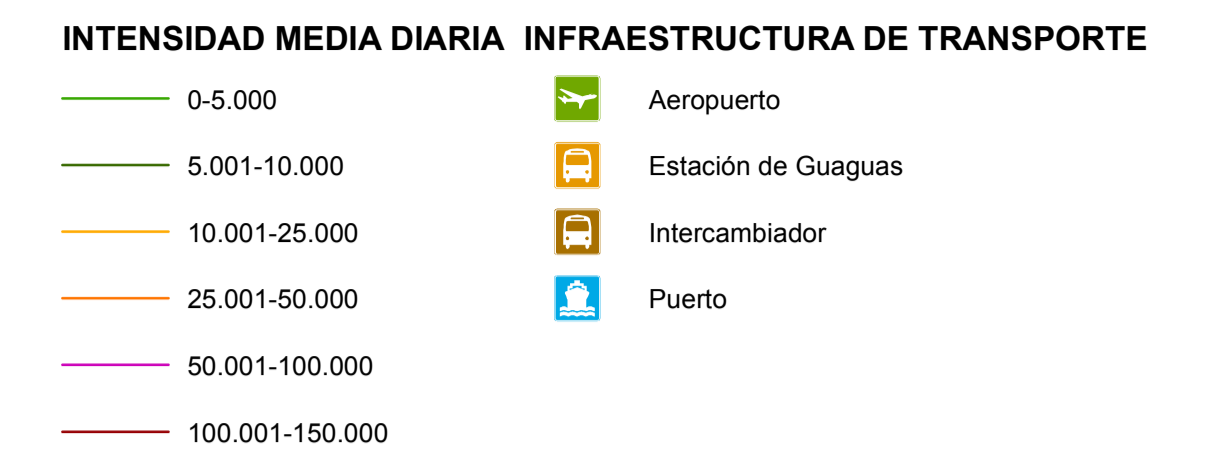 INTENSIDAD MEDIA DIARIA
0-5.000
5.001-10.000
10.001-25.000
25.001-50.000
50.001-100.000
100.001-150.000
INFRAESTRUCTURA DE TRANSPORTE
Aeropuerto
Estación de Guaguas
Intercambiador
Puerto